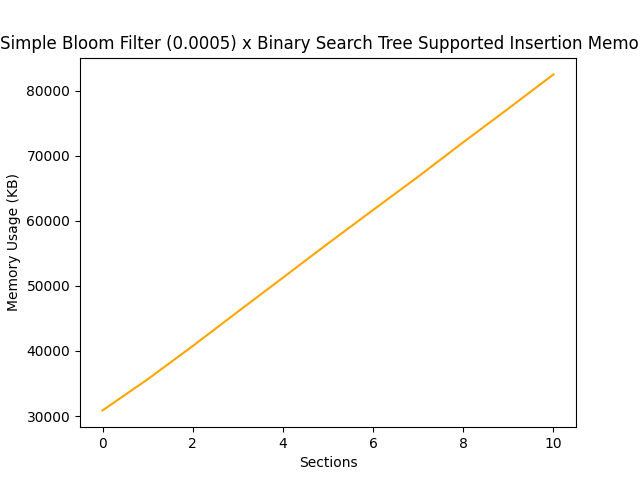 Simple Bloom Filter (0.0005) x Binary Search Tree Supported Insertion Memo
80000
70000
60000
50000
40000
30000
Memory Usage (KB)
0 2 4 6 8 10
Sections